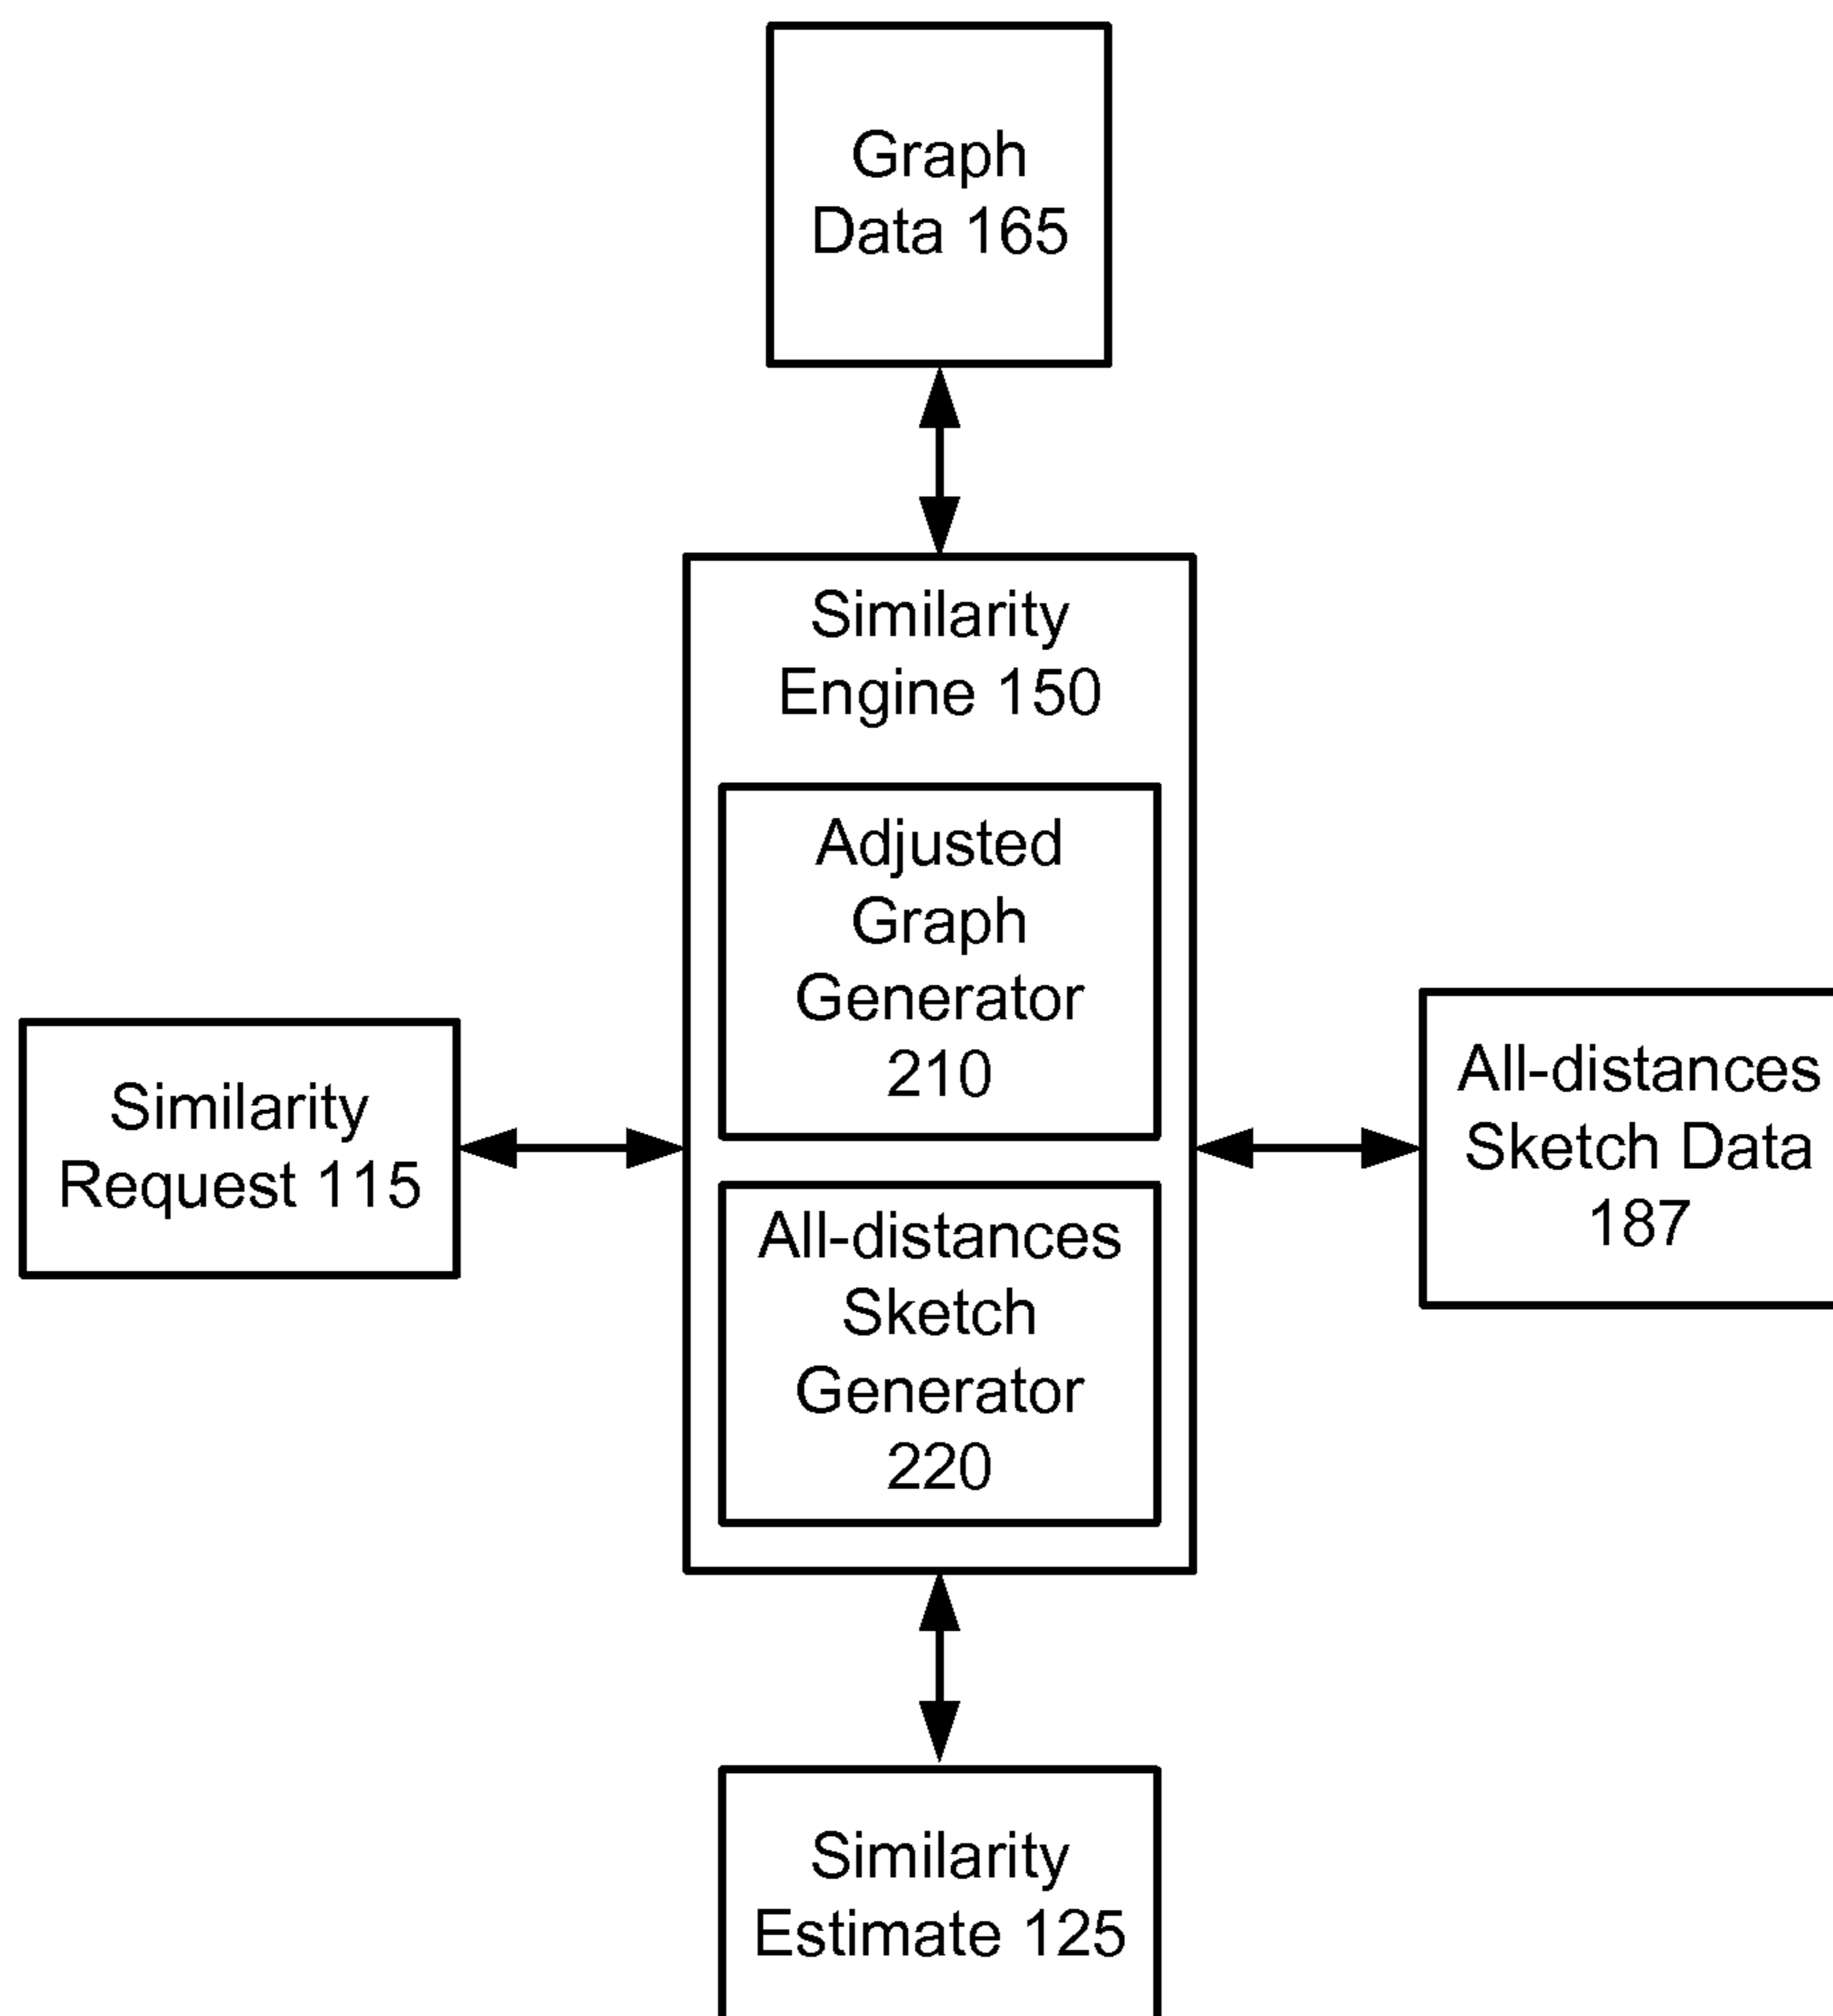 Graph
Data 165
Similarity
Engine 150
Adjusted
Graph
Generator
210
Similarity
Request 115
All-distances
Sketch Data
187
All-distances
Sketch
Generator
220
Similarity
Estimate 125